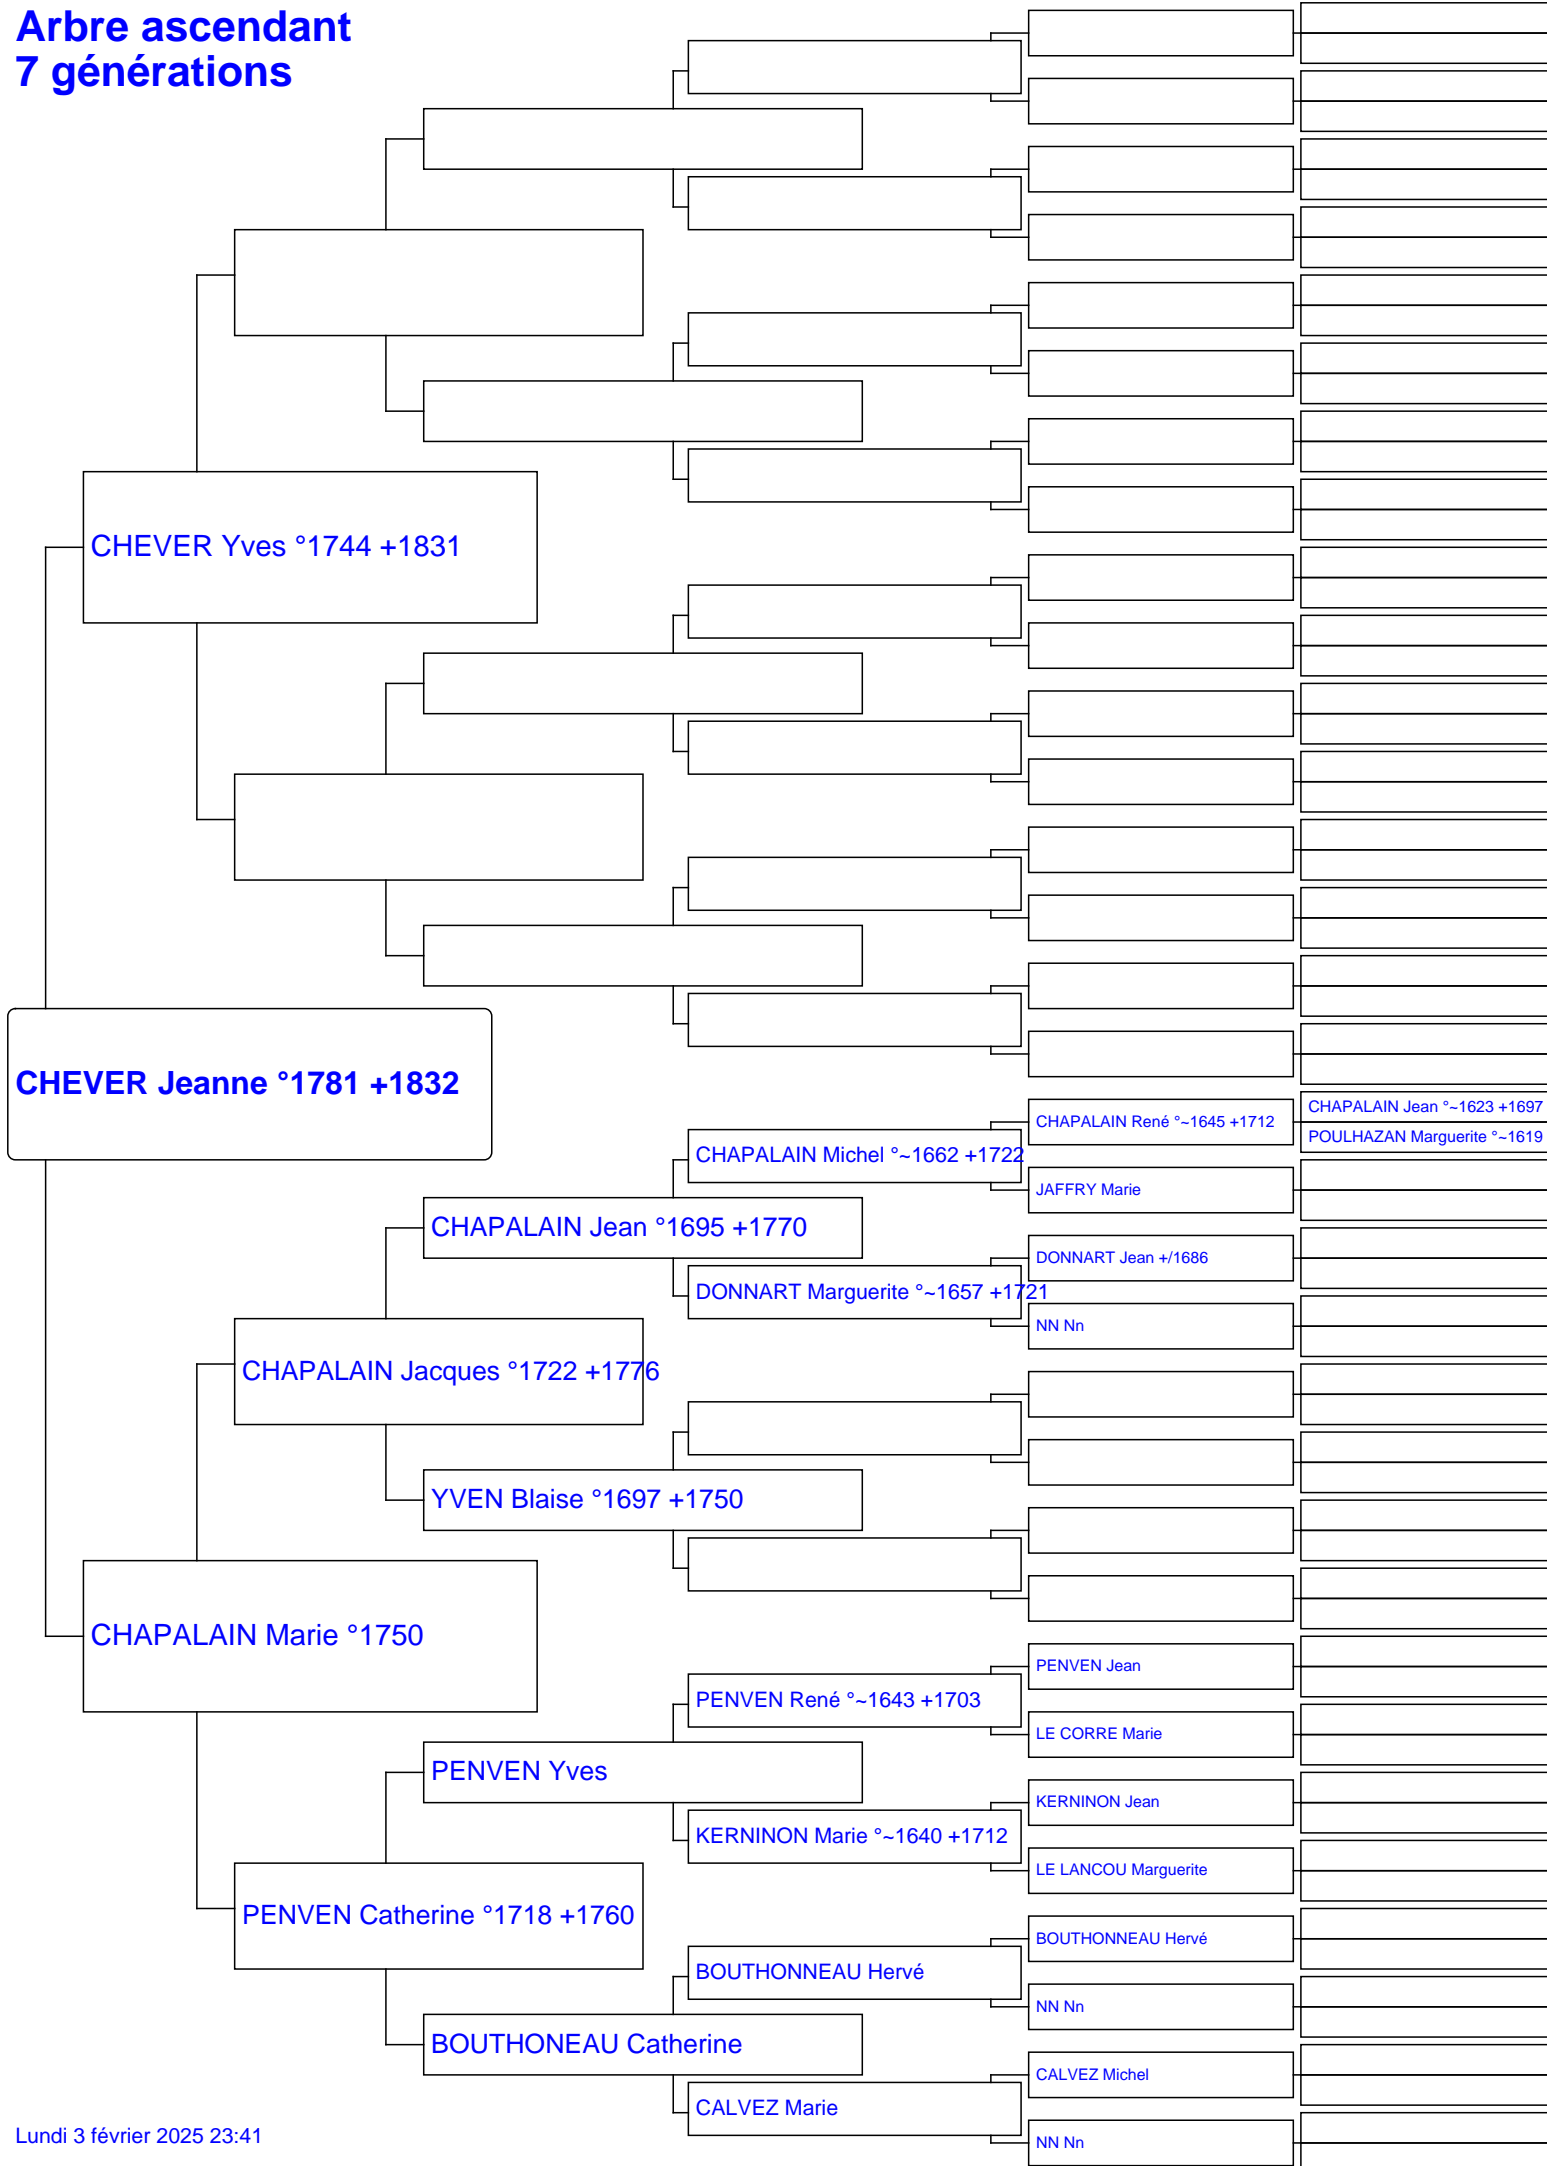 Arbre ascendant
7 générations
CHEVER Yves °1744 +1831
CHEVER Jeanne °1781 +1832
CHAPALAIN Jean °~1623 +1697
CHAPALAIN René °~1645 +1712
POULHAZAN Marguerite °~1619
CHAPALAIN Michel °~1662 +1722
JAFFRY Marie
CHAPALAIN Jean °1695 +1770
DONNART Jean +/1686
DONNART Marguerite °~1657 +1721
NN Nn
CHAPALAIN Jacques °1722 +1776
YVEN Blaise °1697 +1750
CHAPALAIN Marie °1750
PENVEN Jean
PENVEN René °~1643 +1703
LE CORRE Marie
PENVEN Yves
KERNINON Jean
KERNINON Marie °~1640 +1712
LE LANCOU Marguerite
PENVEN Catherine °1718 +1760
BOUTHONNEAU Hervé
BOUTHONNEAU Hervé
NN Nn
BOUTHONEAU Catherine
CALVEZ Michel
CALVEZ Marie
NN Nn
Lundi 3 février 2025 23:41